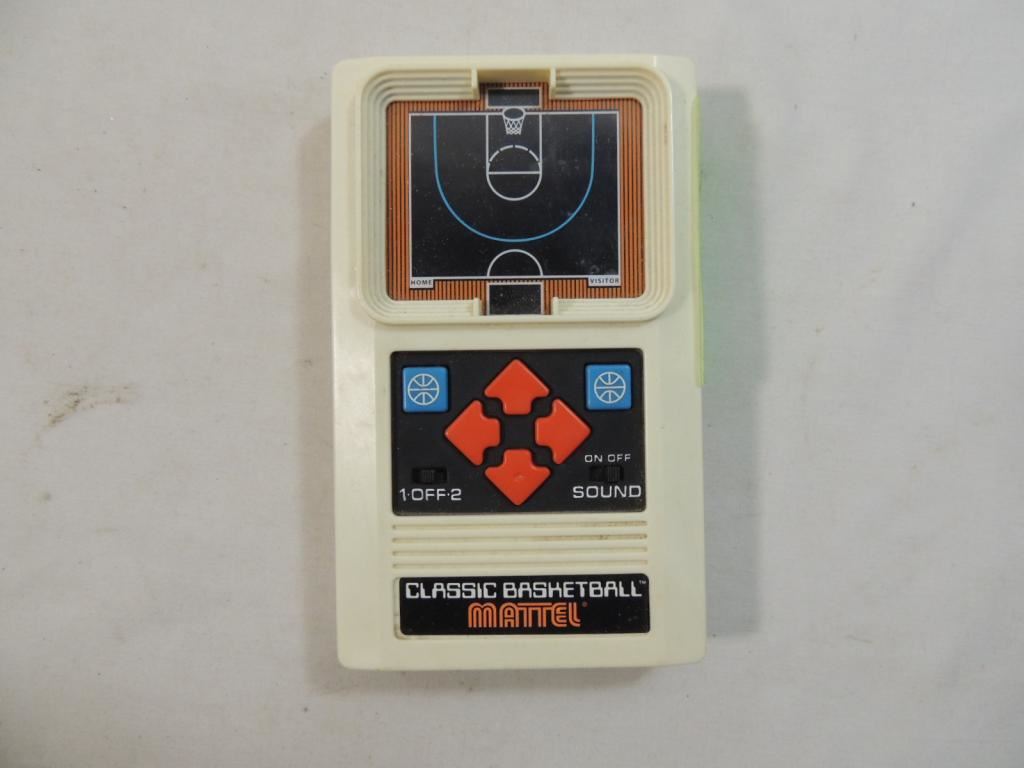 HOME VISITOR
ON OFF
1·OFF·2 SOUND
CLASSIC BASKETBALL™
MATTEL®